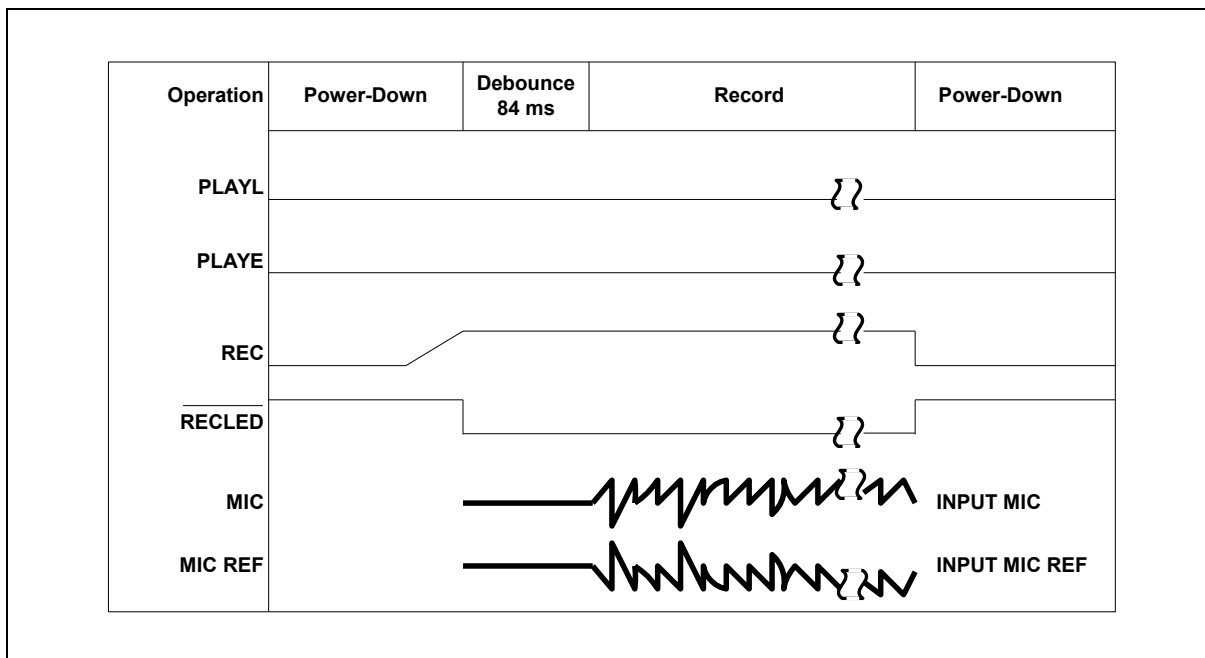 Operation
Power-Down
Debounce
84 ms
Record
Power-Down
PLAYL
PLAYE
REC
RECLED
MIC
INPUT MIC
MIC REF
INPUT MIC REF